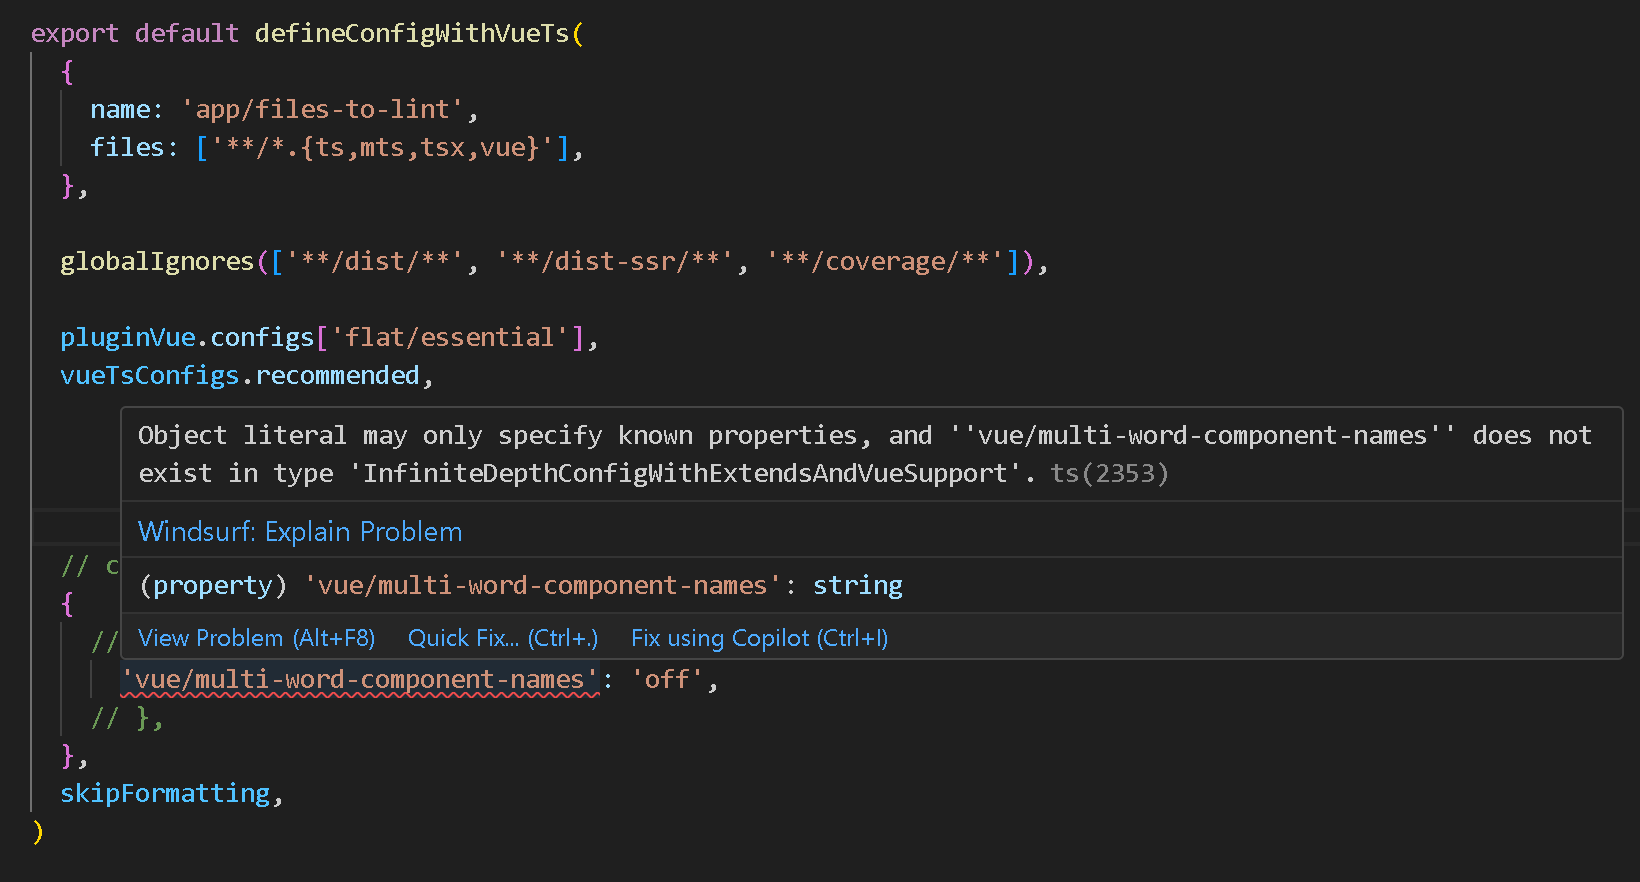 export default defineConfigWithVueTs(
{
name: 'app/files-to-lint',
files: ['**/*.{ts,mts,tsx,vue}'],
},
globalIgnores(['**/dist/**', '**/dist-ssr/**', '**/coverage/**']),
pluginVue.configs['flat/essential'],
vueTsConfigs.recommended,
Object literal may only specify known properties, and ''vue/multi-word-component-names'' does not
exist in type 'InfiniteDepthConfigWithExtendsAndVueSupport'. ts(2353)
Windsurf: Explain Problem
// c
(property) 'vue/multi-word-component-names': string
{
//
View Problem (Alt+F8) Quick Fix... (Ctrl+.) Fix using Copilot (Ctrl+I)
'vue/multi-word-component-names': 'off',
// },
},
skipFormatting,
)